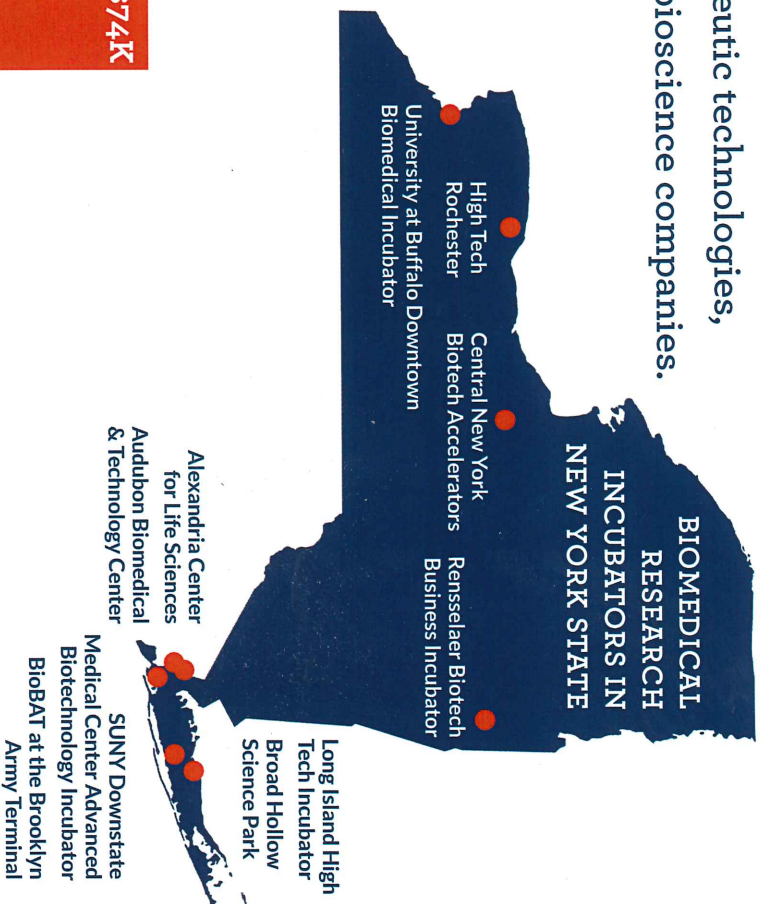 eutic technologies,
bioscience companies.
$74K
BIOMEDICAL
RESEARCH
INCUBATORS IN
NEW YORK STATE
High Tech
Rochester
University at Buffalo Downtown
Biomedical Incubator
Central New York
Biotech Accelerators
Rensselaer Biotech
Business Incubator
Alexandria Center
for Life Sciences
Audubon Biomedical
& Technology Center
Long Island High
Tech Incubator
Broad Hollow
Science Park
SUNY Downstate
Medical Center Advanced
Biotechnology Incubator
BioBAT at the Brooklyn
Army Terminal